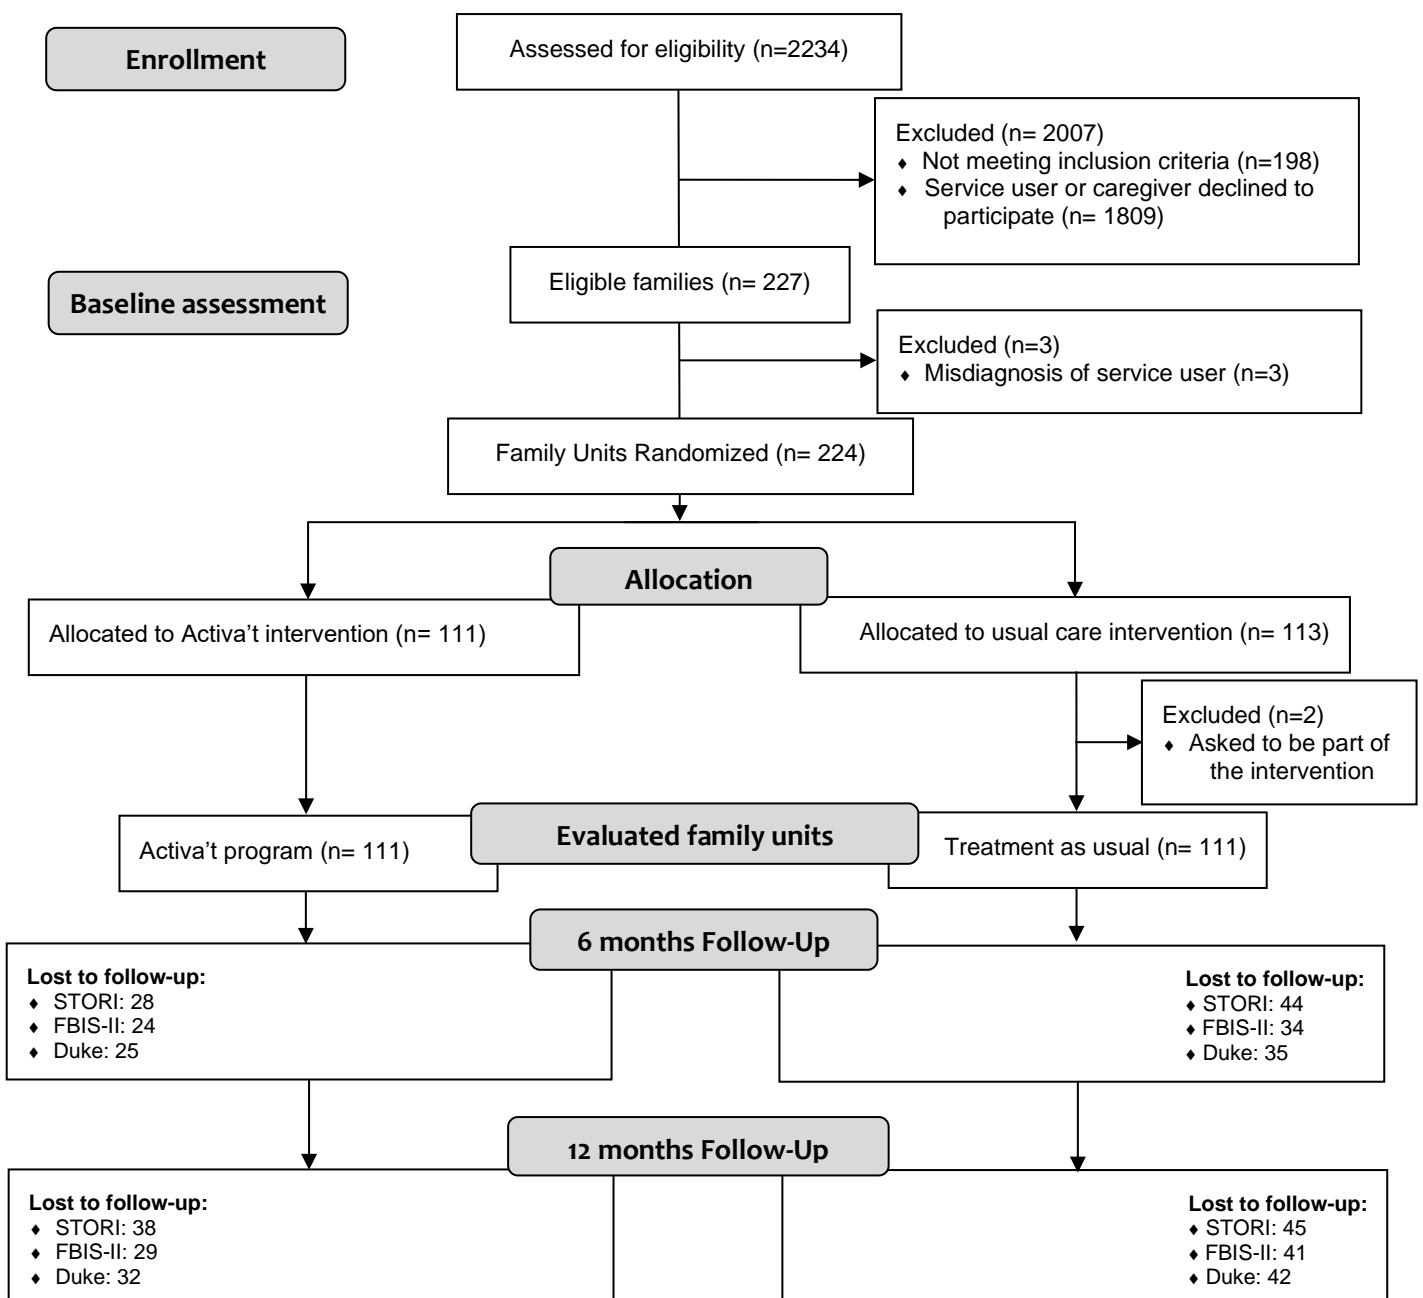 Enrollment
Assessed for eligibility (n=2234)
Excluded (n= 2007)
♦ Not meeting inclusion criteria (n=198)
♦ Service user or caregiver declined to
participate (n= 1809)
Eligible families (n= 227)
Baseline assessment
Excluded (n=3)
♦ Misdiagnosis of service user (n=3)
Family Units Randomized (n= 224)
Allocation
Allocated to Activa’t intervention (n= 111)
Allocated to usual care intervention (n= 113)
Excluded (n=2)
♦ Asked to be part of
the intervention
Evaluated family units
Activa’t program (n= 111)
Treatment as usual (n= 111)
6 months Follow-Up
Lost to follow-up:
♦ STORI: 28
♦ FBIS-II: 24
♦ Duke: 25
Lost to follow-up:
♦ STORI: 44
♦ FBIS-II: 34
♦ Duke: 35
12 months Follow-Up
Lost to follow-up:
♦ STORI: 38
♦ FBIS-II: 29
♦ Duke: 32
Lost to follow-up:
♦ STORI: 45
♦ FBIS-II: 41
♦ Duke: 42